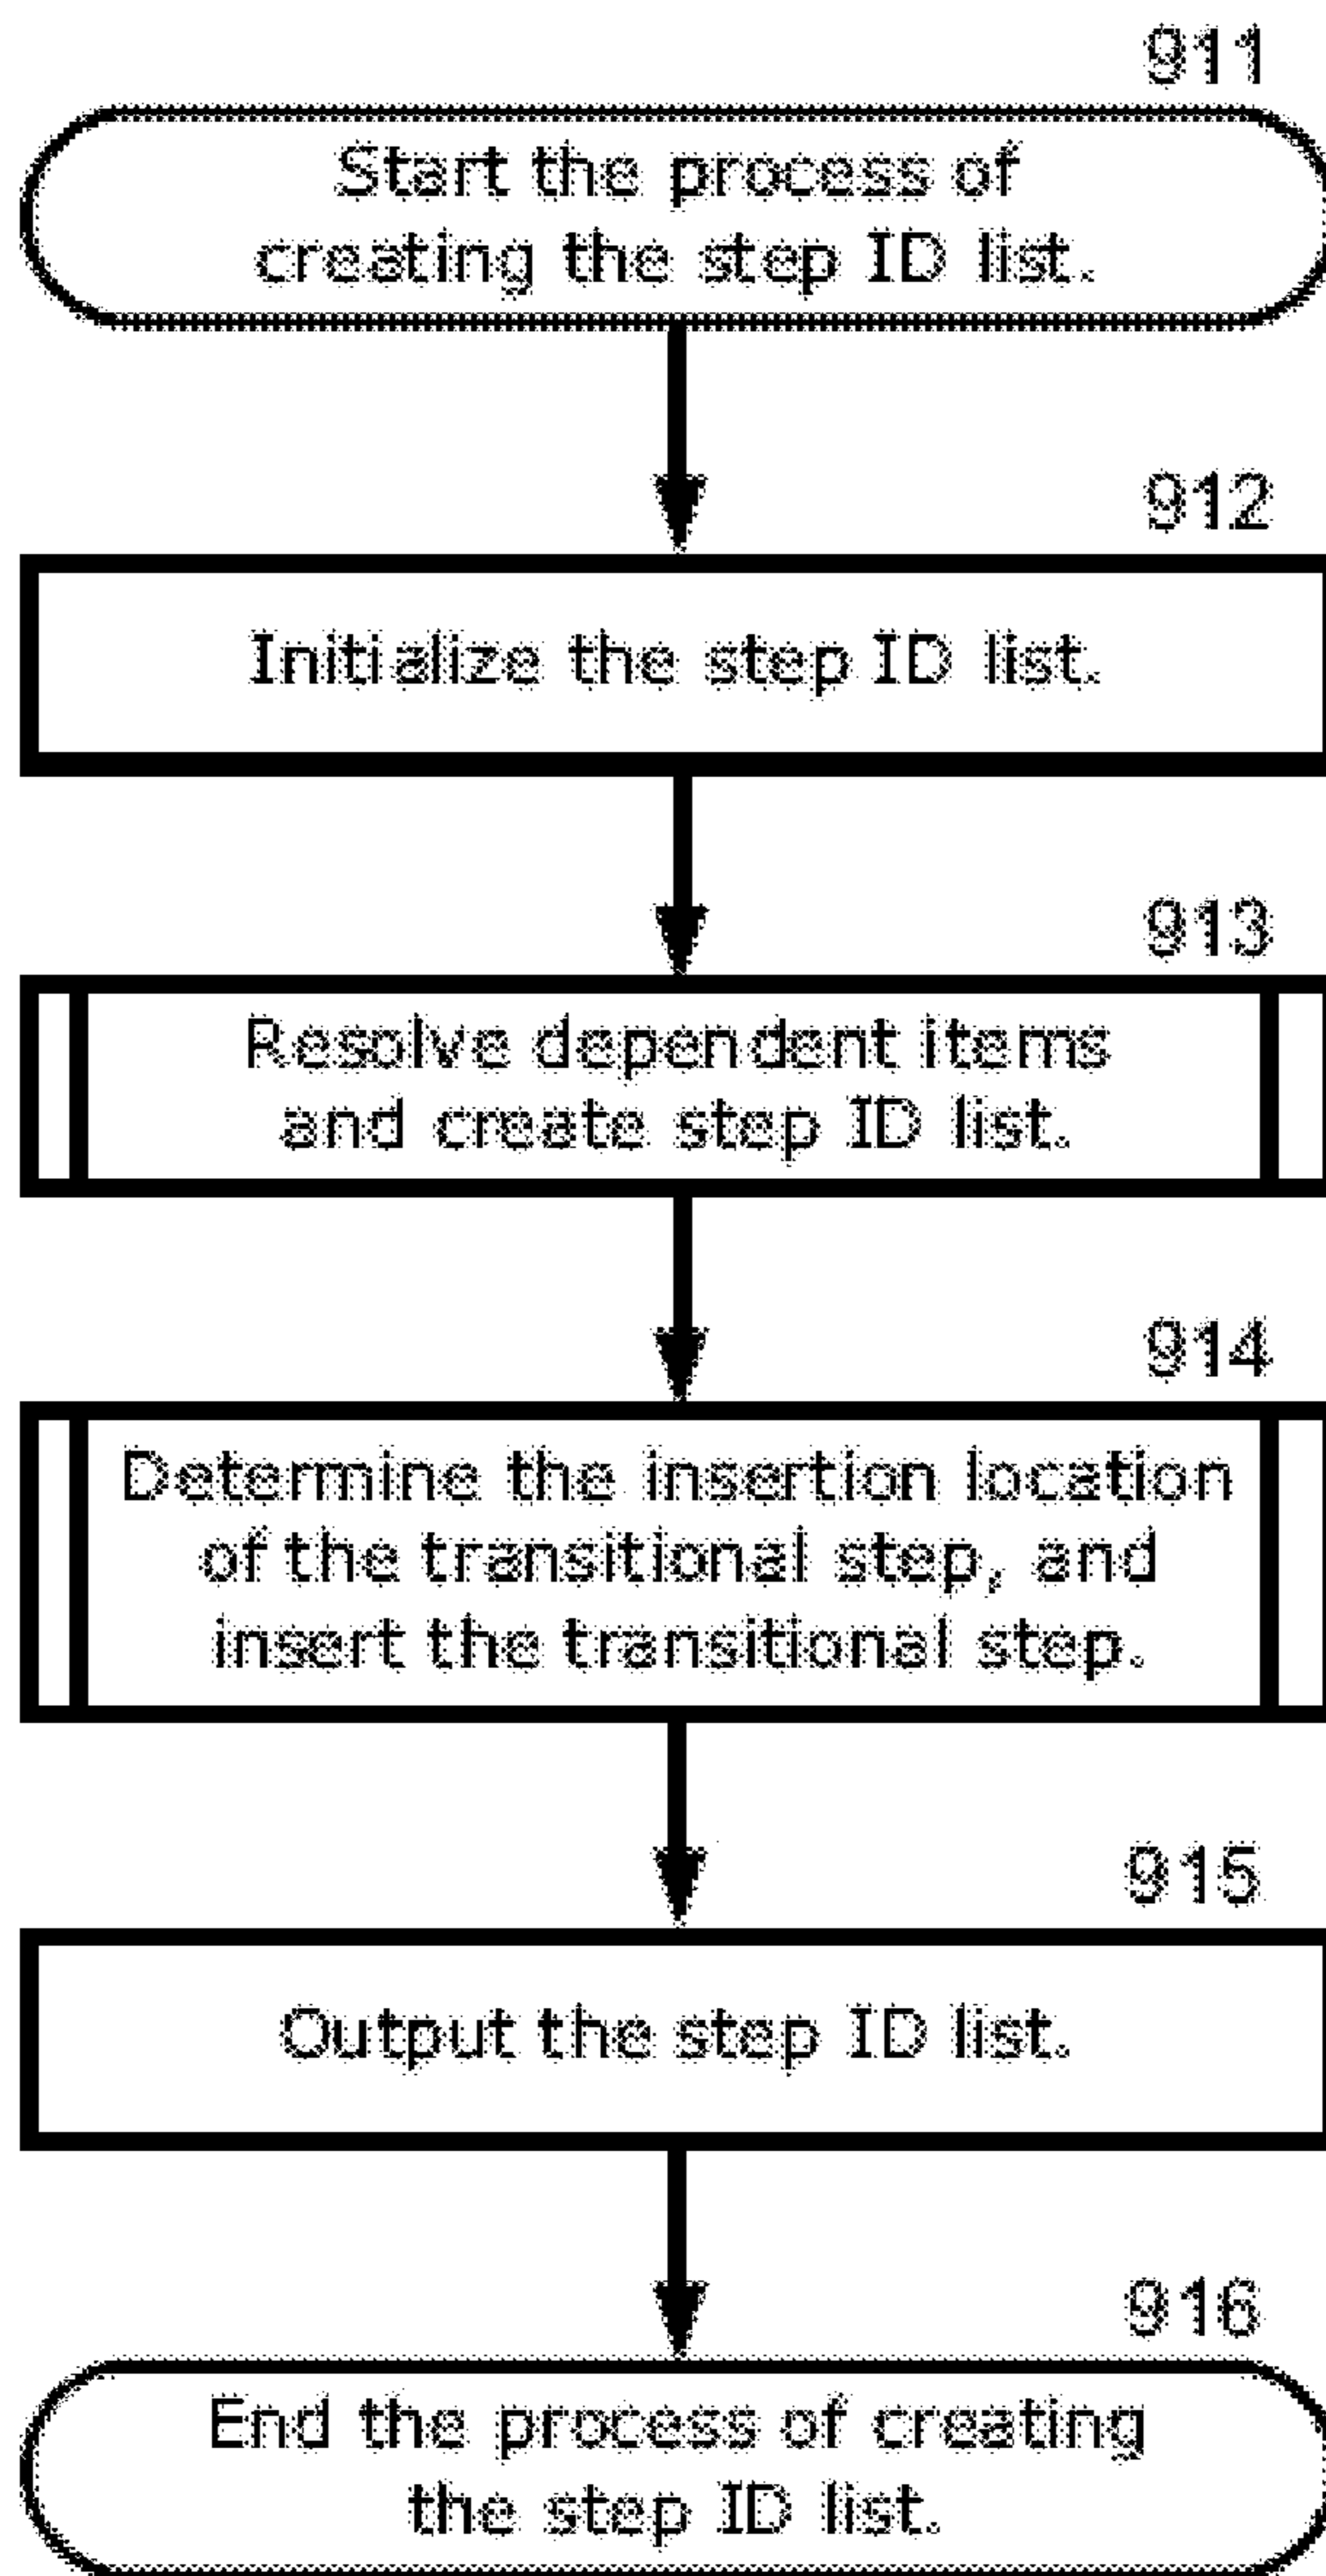 911
Start the process of
creating the step ID list.
912
Initialize the step ID list.
913
Resolve dependent items
and create step ID list.
914
Determine the insertion location
of the transitional step, and
insert the transitional step.
915
Output the step ID list.
916
End the process of creating
the step ID list.